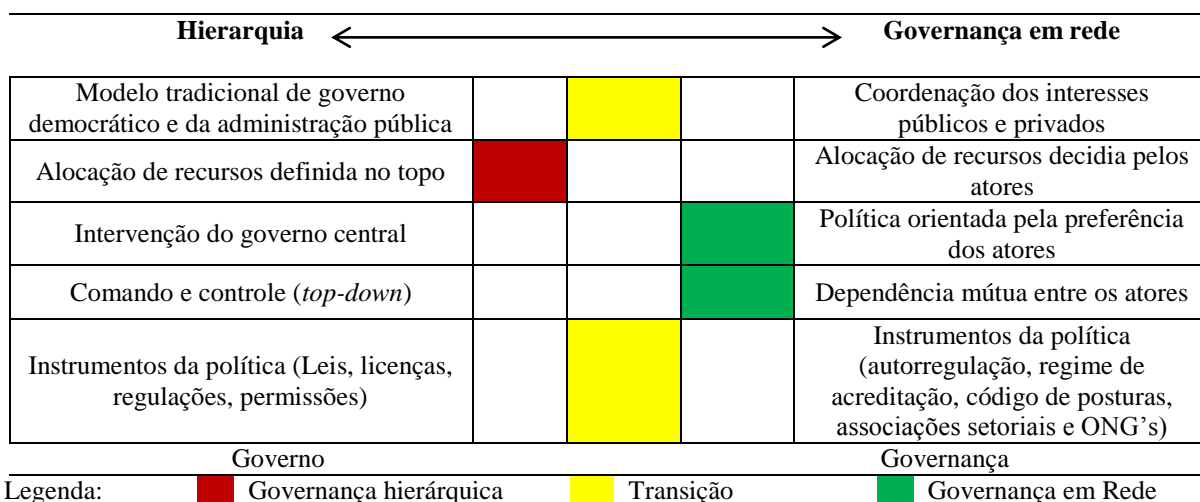 Hierarquia Governança em rede
Modelo tradicional de governo
democrático e da administração pública
Coordenação dos interesses
públicos e privados
Alocação de recursos definida no topo
Alocação de recursos decidia pelos
atores
Intervenção do governo central
Política orientada pela preferência
dos atores
Comando e controle (top-down)
Dependência mútua entre os atores
Instrumentos da política (Leis, licenças,
regulações, permissões)
Instrumentos da política
(autorregulação, regime de
acreditação, código de posturas,
associações setoriais e ONG’s)
Governo Governança
Legenda: Governança hierárquica Transição Governança em Rede